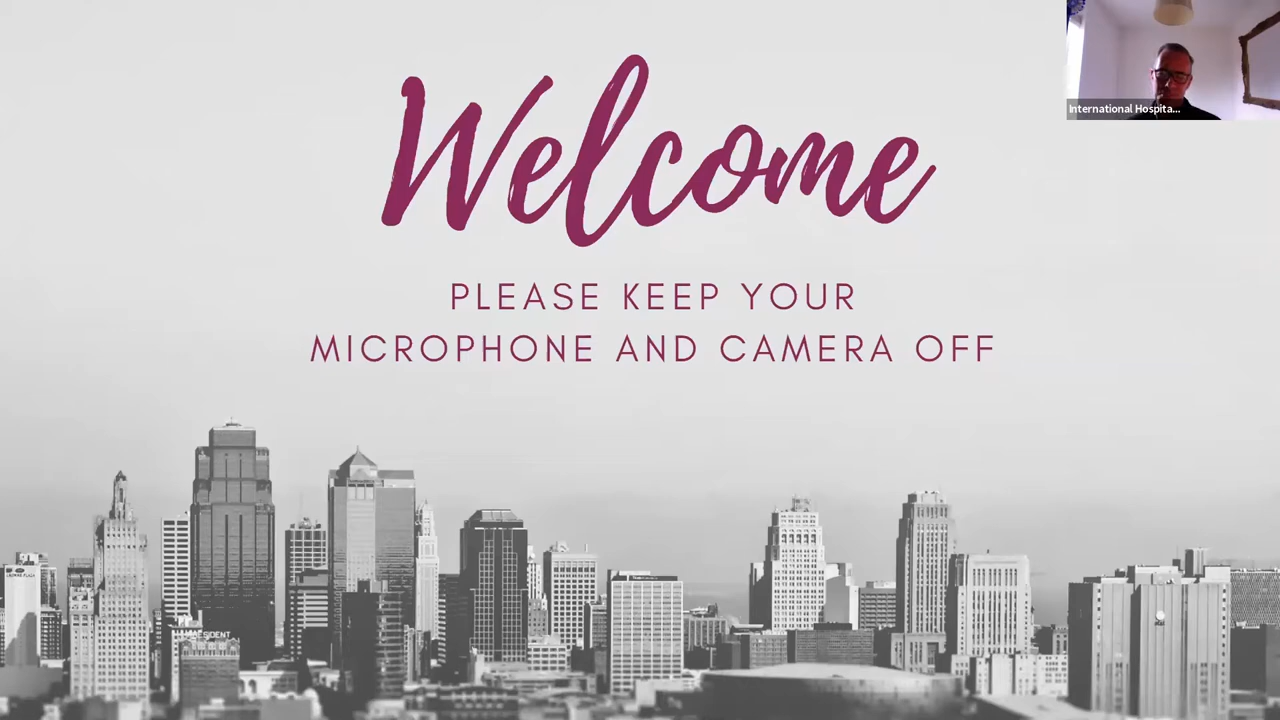 Welcome
PLEASE KEEP YOUR
MICROPHONE AND CAMERA OFF
International Hospita...